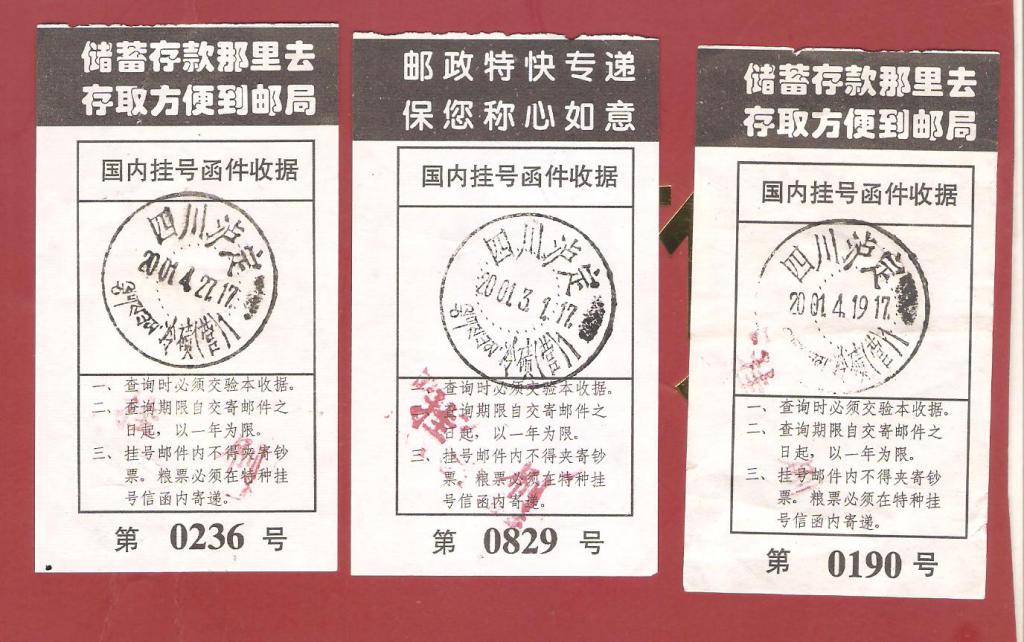 储蓄存款那里去
存取方便到邮局
国内挂号函件收据
四川泸定
2001.4.27.17.
冷碛(营)1
一、查询时必须交验本收据。
二、查询期限自交寄邮件之
日起，以一年为限。
三、挂号邮件内不得夹寄钞
票。粮票必须在特种挂
号信函内寄递。
第 0236 号
邮政特快专递
保您称心如意
国内挂号函件收据
四川泸定
2001.3.1.17.
冷碛(营)1
一、查询时必须交验本收据。
二、查询期限自交寄邮件之
日起，以一年为限。
三、挂号邮件内不得夹寄钞
票。粮票必须在特种挂
号信函内寄递。
挂
第 0829 号
储蓄存款那里去
存取方便到邮局
国内挂号函件收据
四川泸定
2001.4.19 17.
冷碛(营)1
一、查询时必须交验本收据。
二、查询期限自交寄邮件之
日起，以一年为限。
三、挂号邮件内不得夹寄钞
票。粮票必须在特种挂
号信函内寄递。
第 0190 号